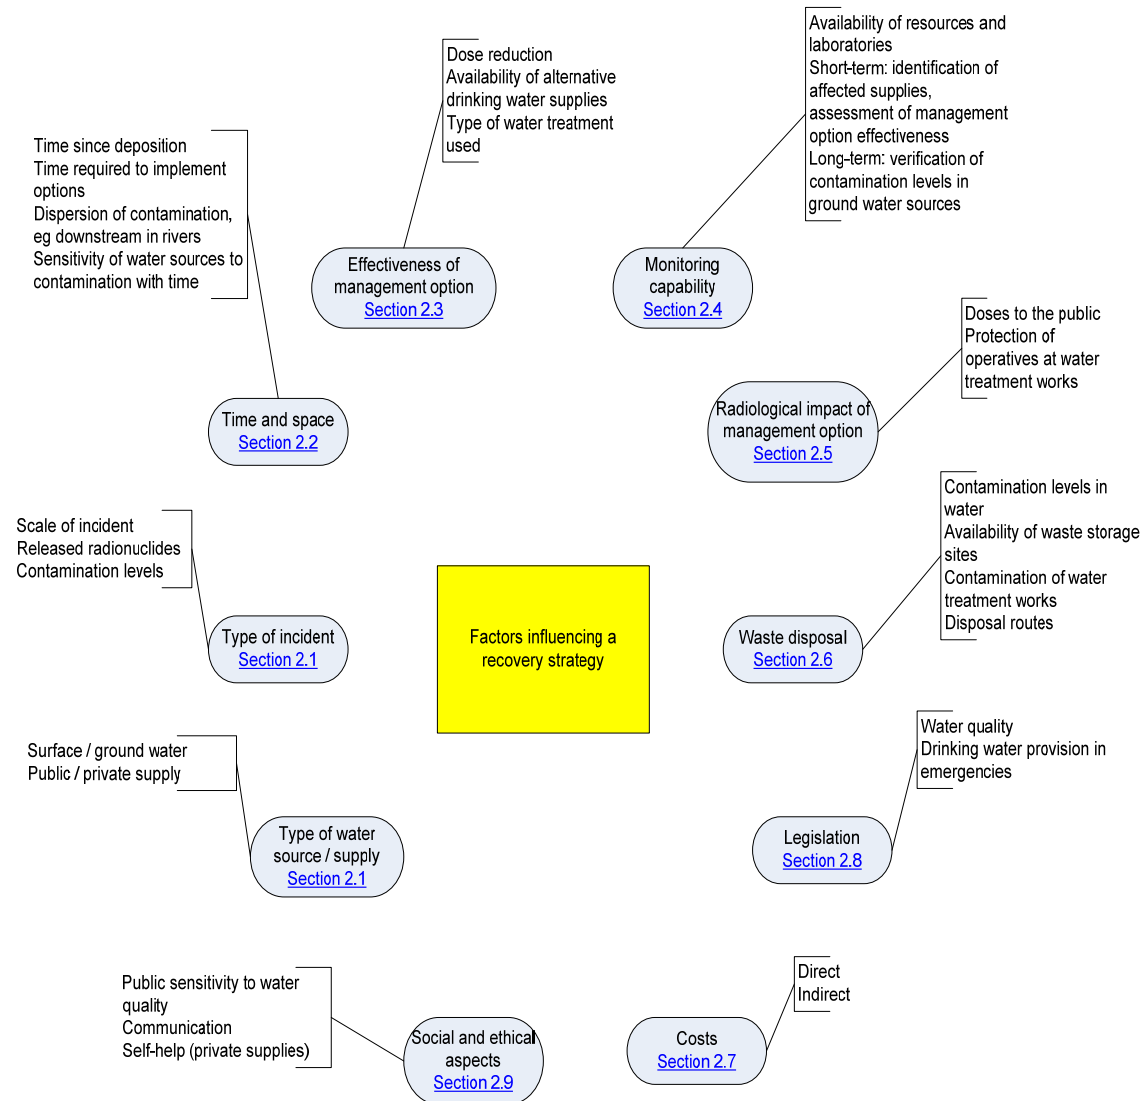 Availability of resources and
laboratories
Short-term: identification of
affected supplies,
assessment of management
option effectiveness
Long-term: verification of
contamination levels in
ground water sources
Dose reduction
Availability of alternative
drinking water supplies
Type of water treatment
used
Time since deposition
Time required to implement
options
Dispersion of contamination,
eg downstream in rivers
Sensitivity of water sources to
contamination with time
Effectiveness of
management option
Section 2.3
Monitoring
capability
Section 2.4
Doses to the public
Protection of
operatives at water
treatment works
Time and space
Section 2.2
Radiological impact of
management option
Section 2.5
Contamination levels in
water
Availability of waste storage
sites
Contamination of water
treatment works
Disposal routes
Scale of incident
Released radionuclides
Contamination levels
Type of incident
Section 2.1
Factors influencing a
recovery strategy
Waste disposal
Section 2.6
Surface / ground water
Public / private supply
Water quality
Drinking water provision in
emergencies
Type of water
source / supply
Section 2.1
Legislation
Section 2.8
Public sensitivity to water
quality
Communication
Self-help (private supplies)
Direct
Indirect
Social and ethical
aspects
Section 2.9
Costs
Section 2.7